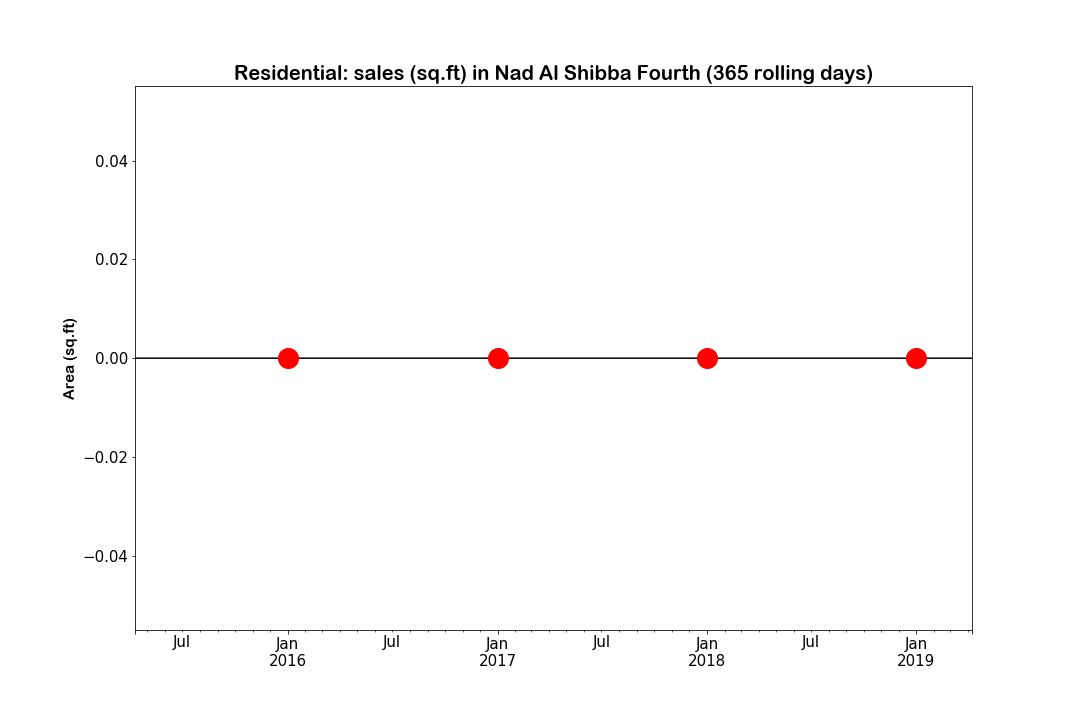 Residential: sales (sq.ft) in Nad Al Shibba Fourth (365 rolling days)
Area (sq.ft)
0.04
0.02
0.00
−0.02
−0.04
Jul Jan Jul Jan Jul Jan Jul Jan
2016 2017 2018 2019